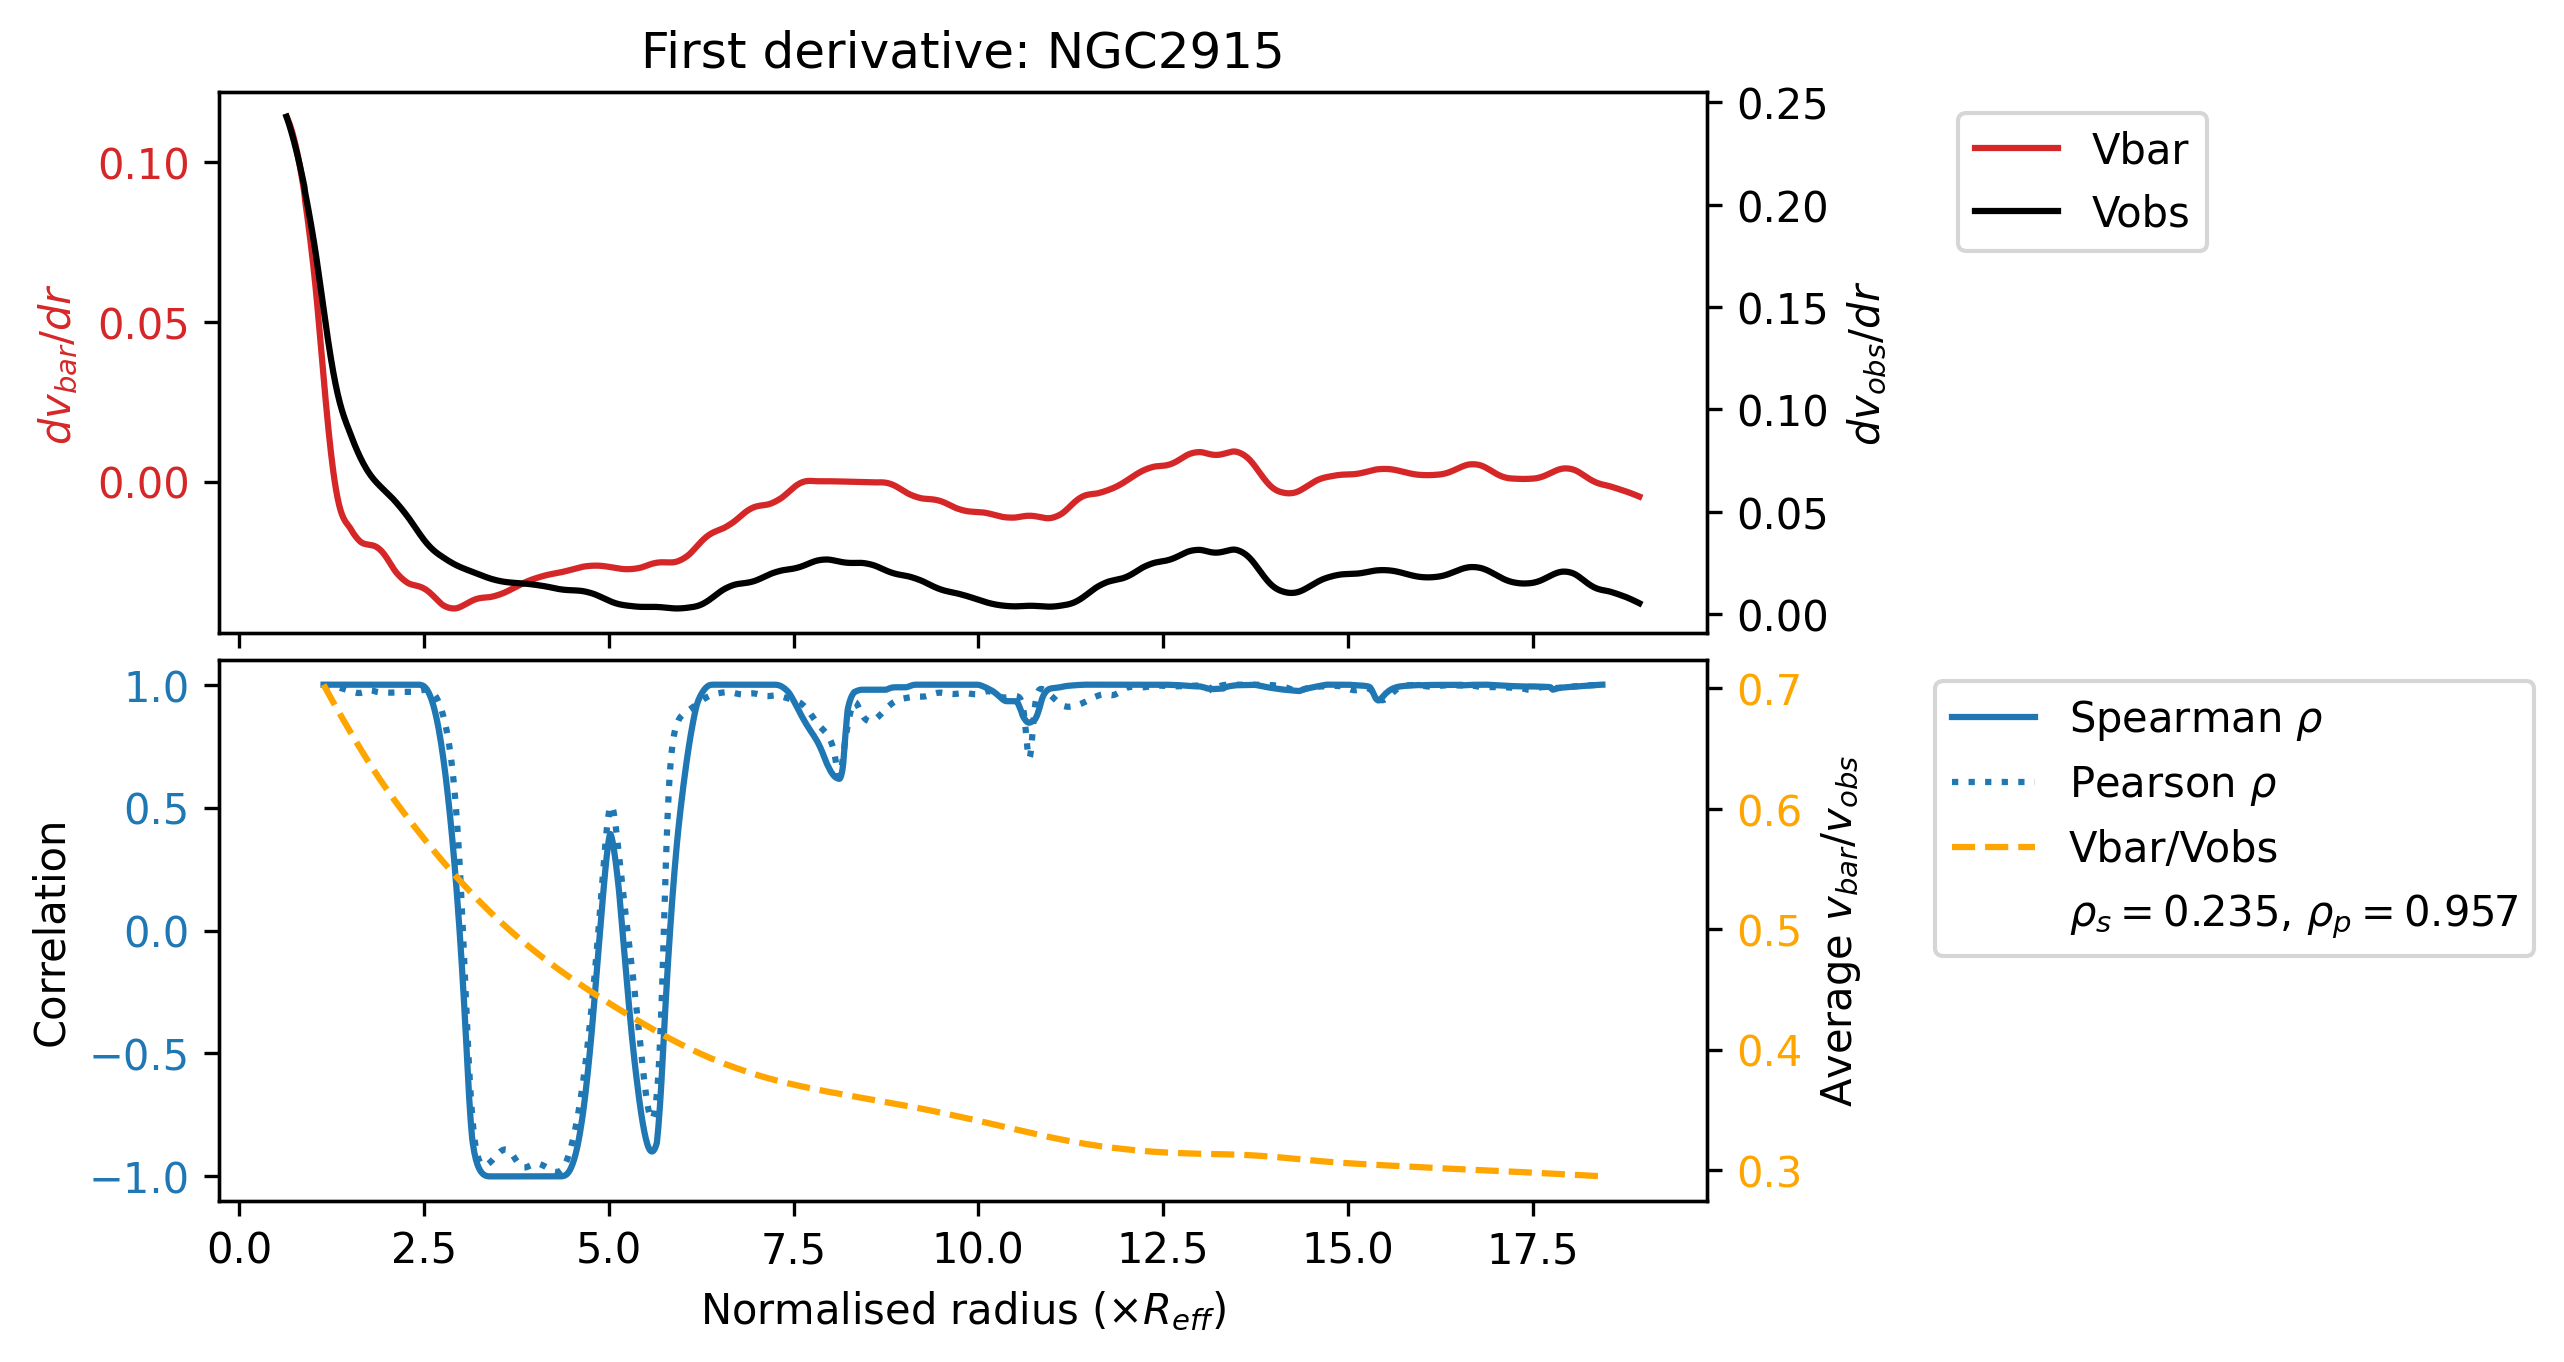 First derivative: NGC2915
0.10
0.05
0.00
dv_bar/dr
0.25
0.20
0.15
0.10
0.05
0.00
dv_obs/dr
Vbar
Vobs
1.0
0.5
0.0
−0.5
−1.0
Correlation
0.7
0.6
0.5
0.4
0.3
Average v_bar/v_obs
Spearman ρ
Pearson ρ
Vbar/Vobs
ρ_s = 0.235, ρ_p = 0.957
0.0 2.5 5.0 7.5 10.0 12.5 15.0 17.5
Normalised radius (×R_eff)